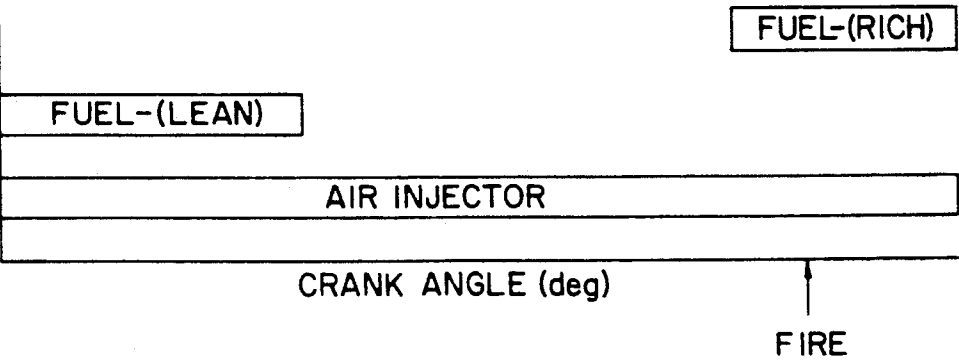 FUEL-(RICH)
FUEL-(LEAN)
AIR INJECTOR
CRANK ANGLE (deg)
FIRE